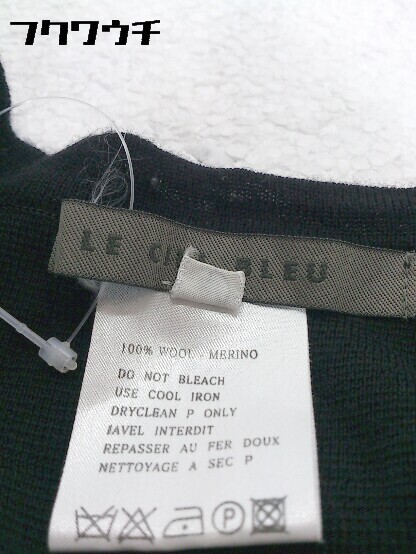 フクワウチ
LE CIEL BLEU
100% WOOL - MERINO
DO NOT BLEACH
USE COOL IRON
DRYCLEAN P ONLY
JAVEL INTERDIT
REPASSER AU FER DOUX
NETTOYAGE A SEC P
P